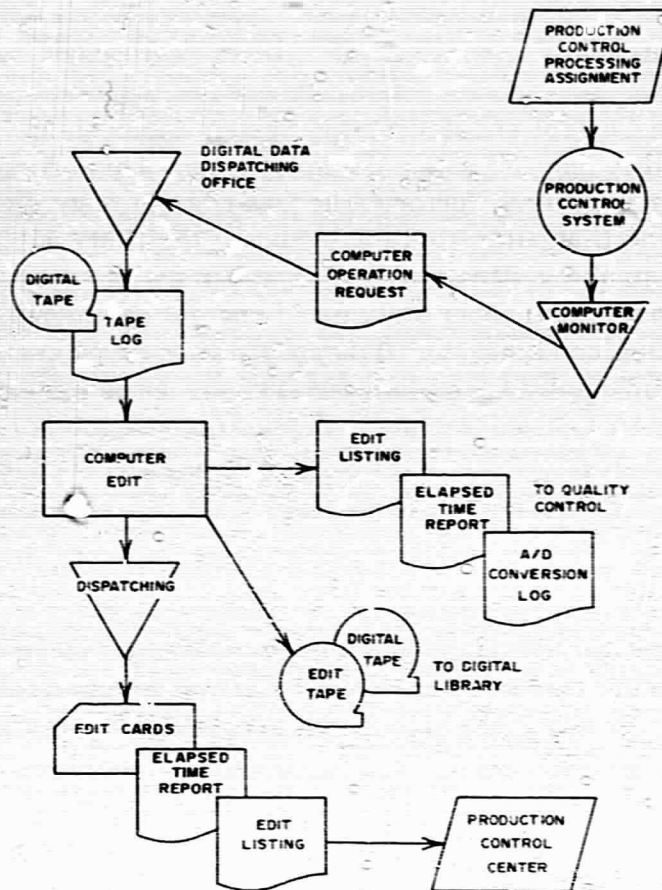 PRODUCTION
CONTROL
PROCESSING
ASSIGNMENT
DIGITAL DATA
DISPATCHING
OFFICE
PRODUCTION
CONTROL
SYSTEM
COMPUTER
OPERATION
REQUEST
COMPUTER
MONITOR
DIGITAL
TAPE
TAPE
LOG
COMPUTER
EDIT
EDIT
LISTING
ELAPSED
TIME
REPORT
TO QUALITY
CONTROL
A/D
CONVERSION
LOG
DISPATCHING
DIGITAL
TAPE
EDIT
TAPE
TO DIGITAL
LIBRARY
EDIT CARDS
ELAPSED
TIME
REPORT
EDIT
LISTING
PRODUCTION
CONTROL
CENTER